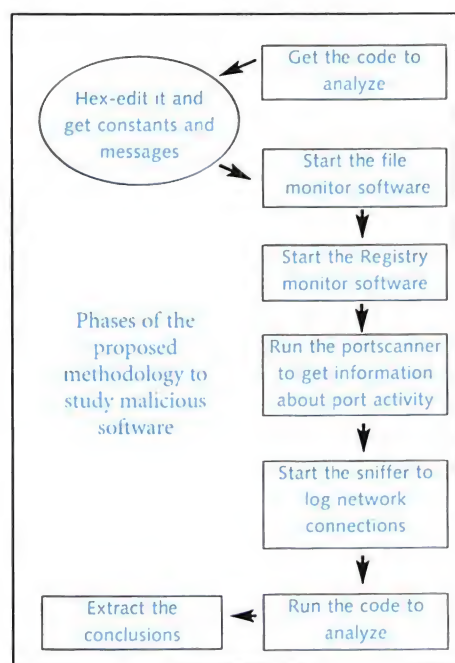 Get the code to
analyze
Hex-edit it and
get constants and
messages
Start the file
monitor software
Start the Registry
monitor software
Phases of the
proposed
methodology to
study malicious
software
Run the portscanner
to get information
about port activity
Start the sniffer to
log network
connections
Run the code to
analyze
Extract the
conclusions